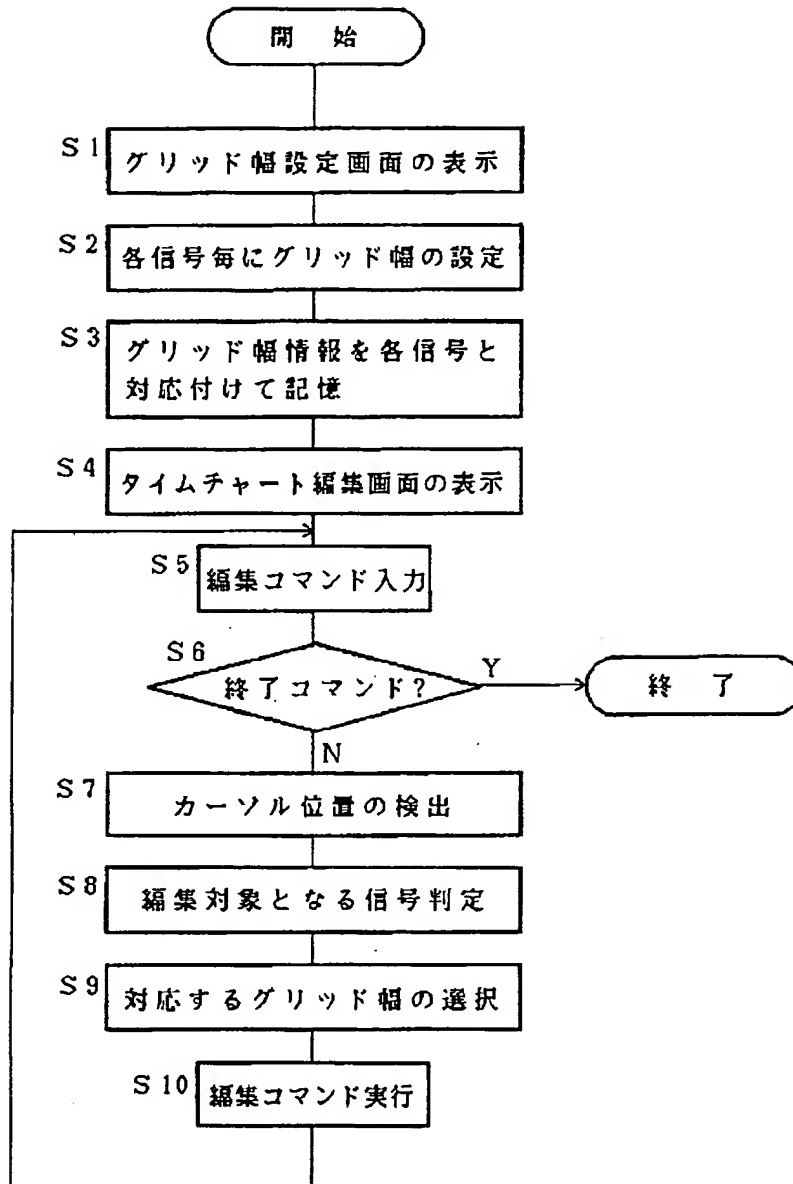 開 始
S1
グリッド幅設定画面の表示
S2
各信号毎にグリッド幅の設定
S3
グリッド幅情報を各信号と
対応付けて記憶
S4
タイムチャート編集画面の表示
S5
編集コマンド入力
S6
終了コマンド?
Y
終 了
N
S7
カーソル位置の検出
S8
編集対象となる信号判定
S9
対応するグリッド幅の選択
S10
編集コマンド実行